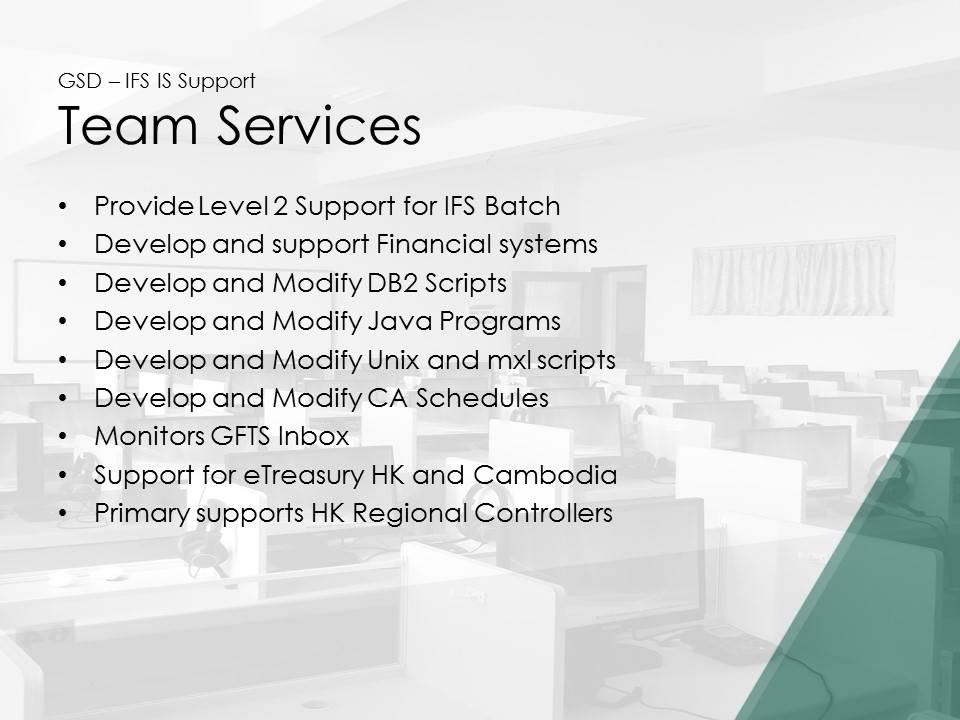 GSD – IFS IS Support
Team Services
• Provide Level 2 Support for IFS Batch
• Develop and support Financial systems
• Develop and Modify DB2 Scripts
• Develop and Modify Java Programs
• Develop and Modify Unix and mxl scripts
• Develop and Modify CA Schedules
• Monitors GFTS Inbox
• Support for eTreasury HK and Cambodia
• Primary supports HK Regional Controllers